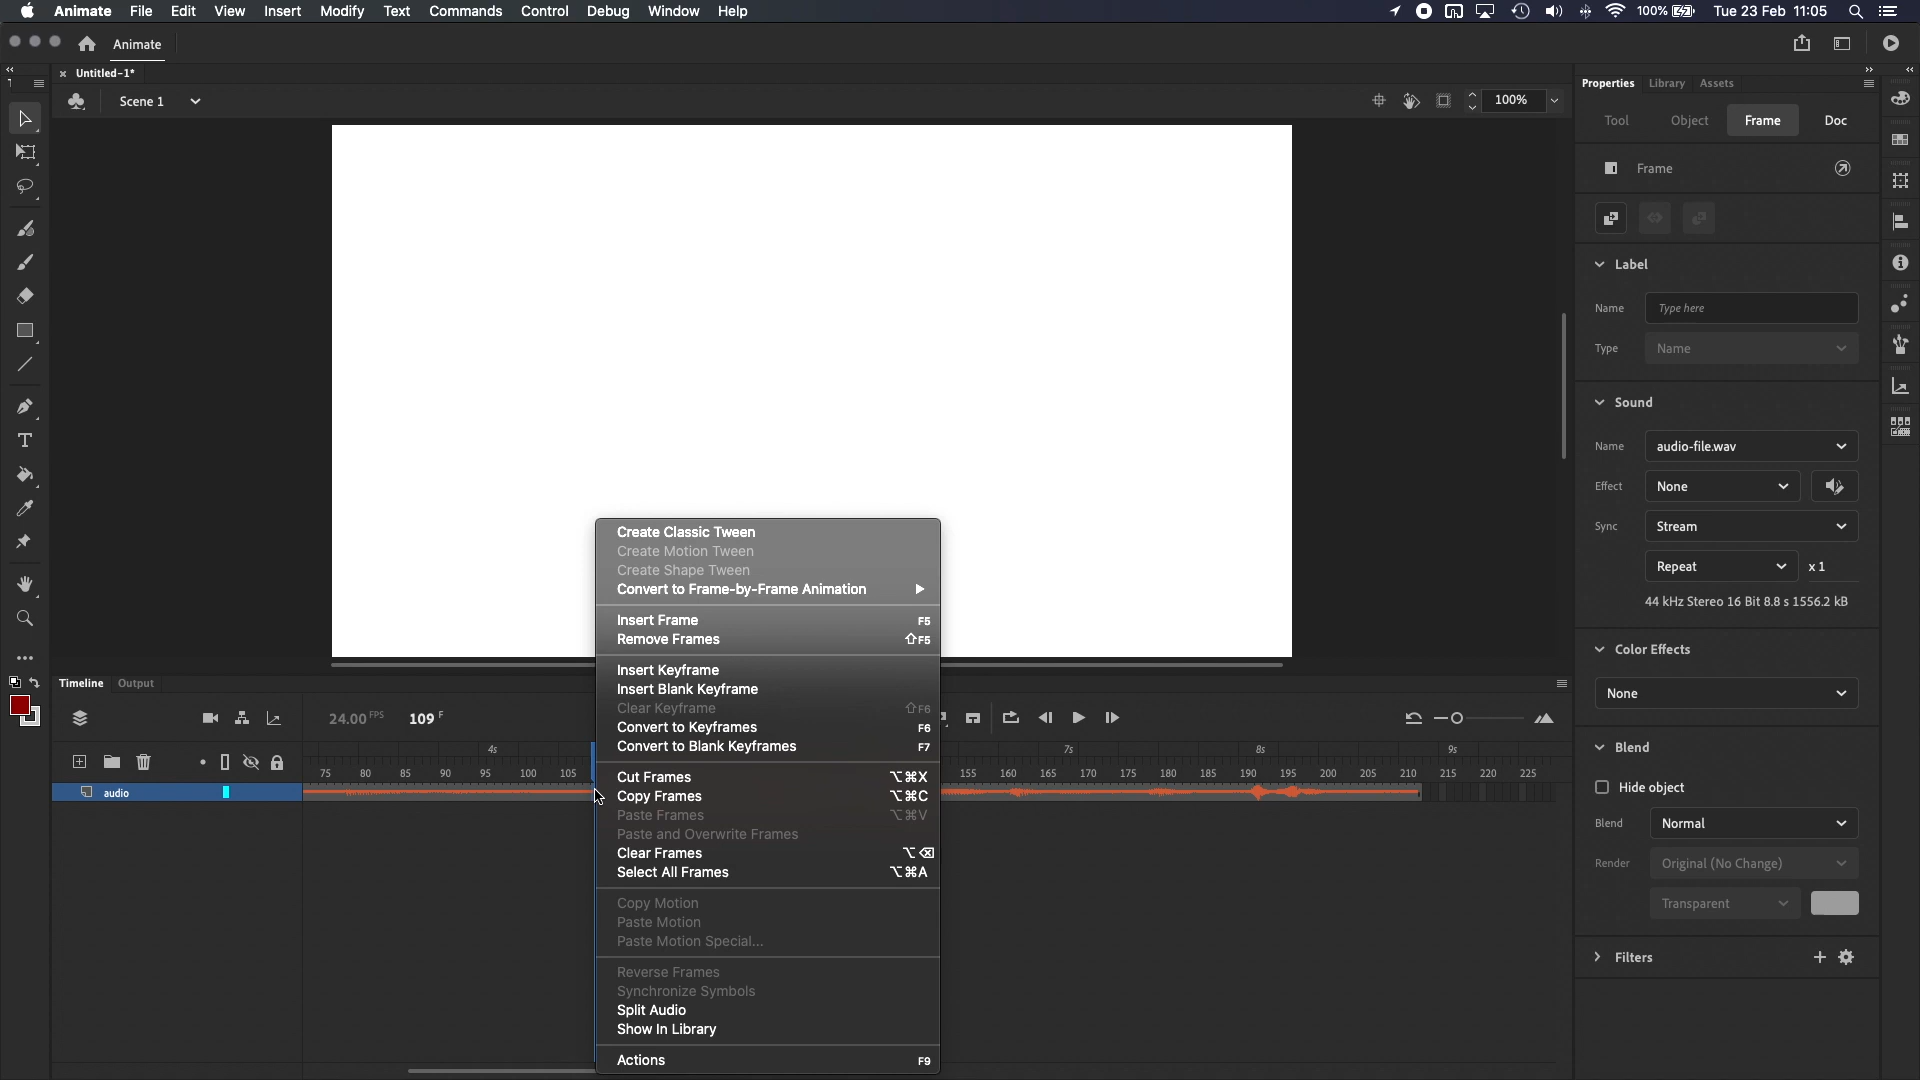 Animate File Edit View Insert Modify Text Commands Control Debug Window Help 100% Tue 23 Feb 11:05
Animate
Untitled-1*
Scene 1 100%
Properties Library Assets
Tool Object Frame Doc
Frame
Label
Name Type here
Type Name
Sound
Name audio-file.wav
Effect None
Sync Stream
Repeat x 1
44 kHz Stereo 16 Bit 8.8 s 1556.2 kB
Color Effects
None
Blend
Hide object
Blend Normal
Render Original (No Change)
Transparent
Filters
Create Classic Tween
Create Motion Tween
Create Shape Tween
Convert to Frame-by-Frame Animation
Insert Frame F5
Remove Frames ⇧F5
Insert Keyframe
Insert Blank Keyframe
Clear Keyframe ⇧F6
Convert to Keyframes F6
Convert to Blank Keyframes F7
Cut Frames ⌥⌘X
Copy Frames ⌥⌘C
Paste Frames ⌥⌘V
Paste and Overwrite Frames
Clear Frames ⌥⌫
Select All Frames ⌥⌘A
Copy Motion
Paste Motion
Paste Motion Special...
Reverse Frames
Synchronize Symbols
Split Audio
Show In Library
Actions F9
Timeline Output
24.00 FPS 109 F
4s 7s 8s 9s
75 80 85 90 95 100 105 155 160 165 170 175 180 185 190 195 200 205 210 215 220 225
audio